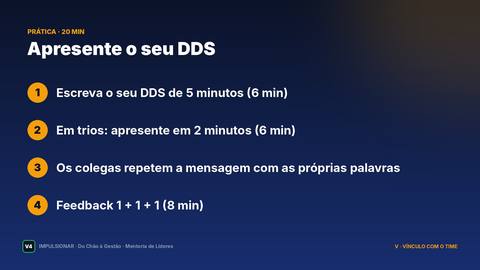 PRÁTICA · 20 MIN
Apresente o seu DDS
1 Escreva o seu DDS de 5 minutos (6 min)
2 Em trios: apresente em 2 minutos (6 min)
3 Os colegas repetem a mensagem com as próprias palavras
4 Feedback 1 + 1 + 1 (8 min)
V4 IMPULSIONAR · Do Chão à Gestão · Mentoria de Líderes
V · VÍNCULO COM O TIME